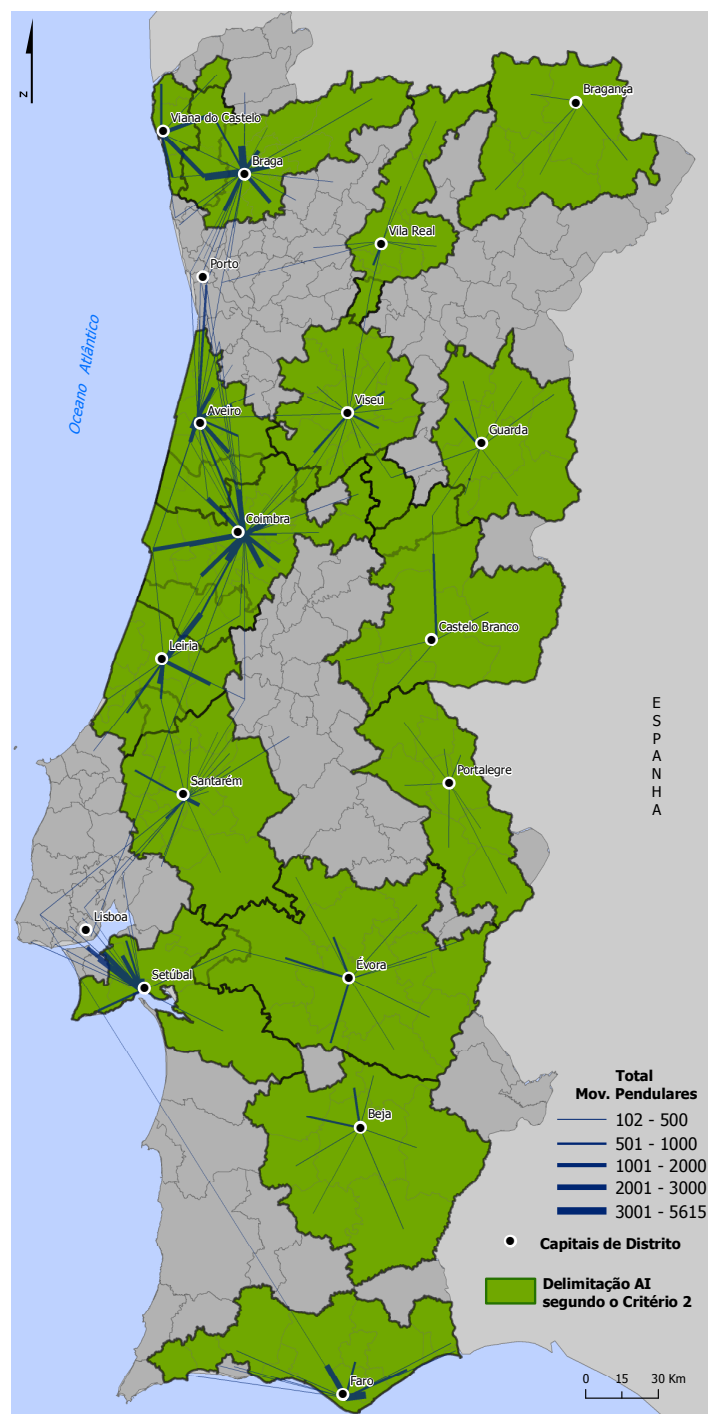 N
Bragança
Viana do Castelo
Braga
Vila Real
Porto
Oceano Atlântico
Viseu
Aveiro
Guarda
Coimbra
Castelo Branco
Leiria
ESPANHA
Portalegre
Santarém
Lisboa
Évora
Setúbal
Total
Mov. Pendulares
102 - 500
501 - 1000
1001 - 2000
2001 - 3000
3001 - 5615
Beja
Capitais de Distrito
Delimitação AI
segundo o Critério 2
Faro
0 15 30 Km